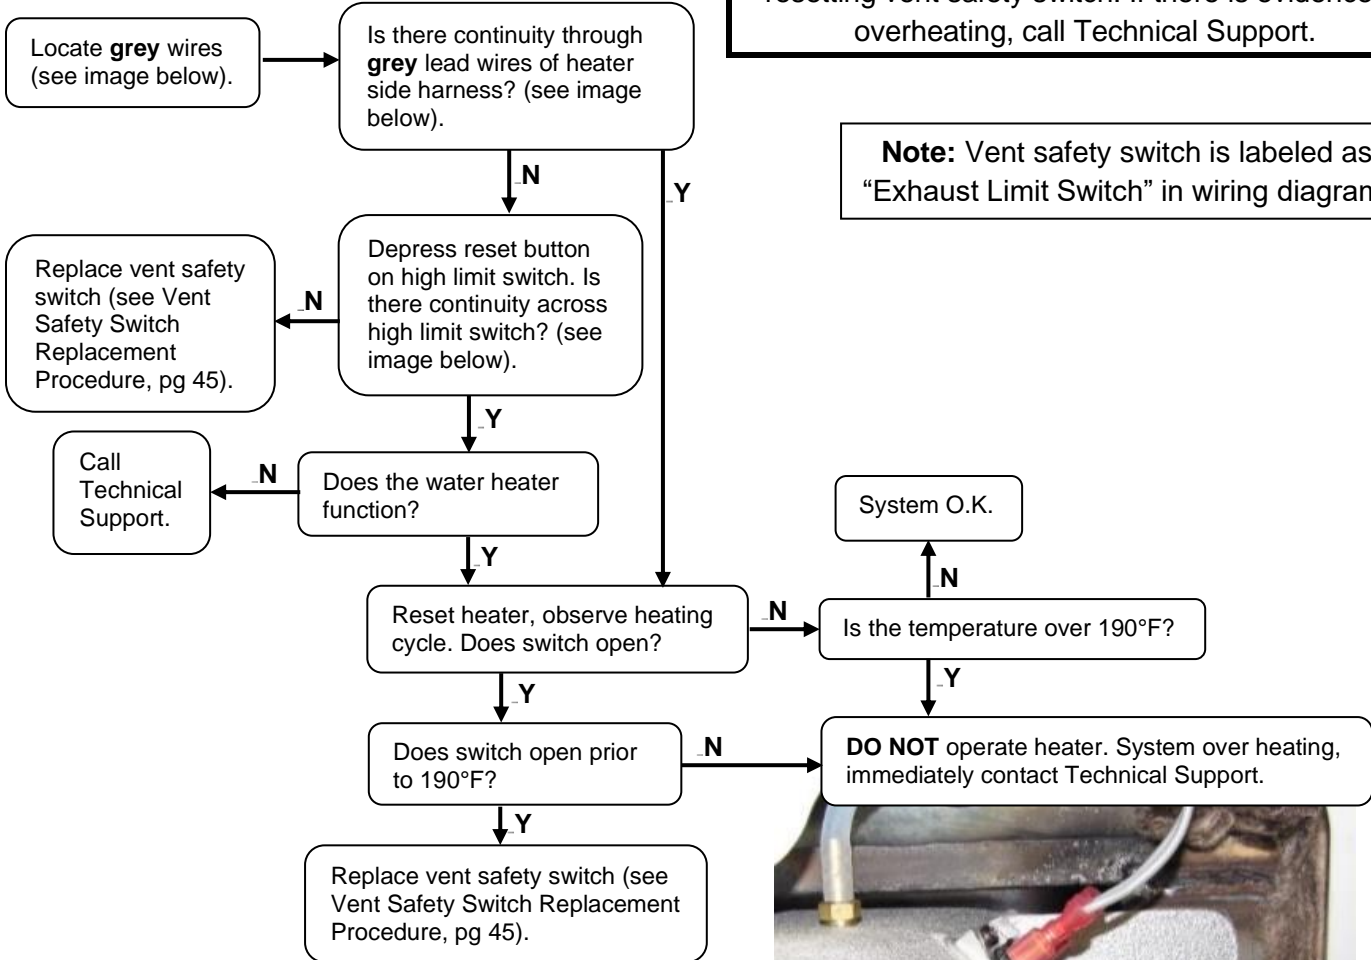 resetting vent safety switch. If there is evidence
overheating, call Technical Support.
Locate grey wires
(see image below).
Is there continuity through
grey lead wires of heater
side harness? (see image
below).
Note: Vent safety switch is labeled as
“Exhaust Limit Switch” in wiring diagram
N
Y
Replace vent safety
switch (see Vent
Safety Switch
Replacement
Procedure, pg 45).
N
Depress reset button
on high limit switch. Is
there continuity across
high limit switch? (see
image below).
Y
Call
Technical
Support.
N
Does the water heater
function?
Y
System O.K.
N
Reset heater, observe heating
cycle. Does switch open?
N
Is the temperature over 190°F?
Y
Y
Does switch open prior
to 190°F?
N
DO NOT operate heater. System over heating,
immediately contact Technical Support.
Y
Replace vent safety switch (see
Vent Safety Switch Replacement
Procedure, pg 45).